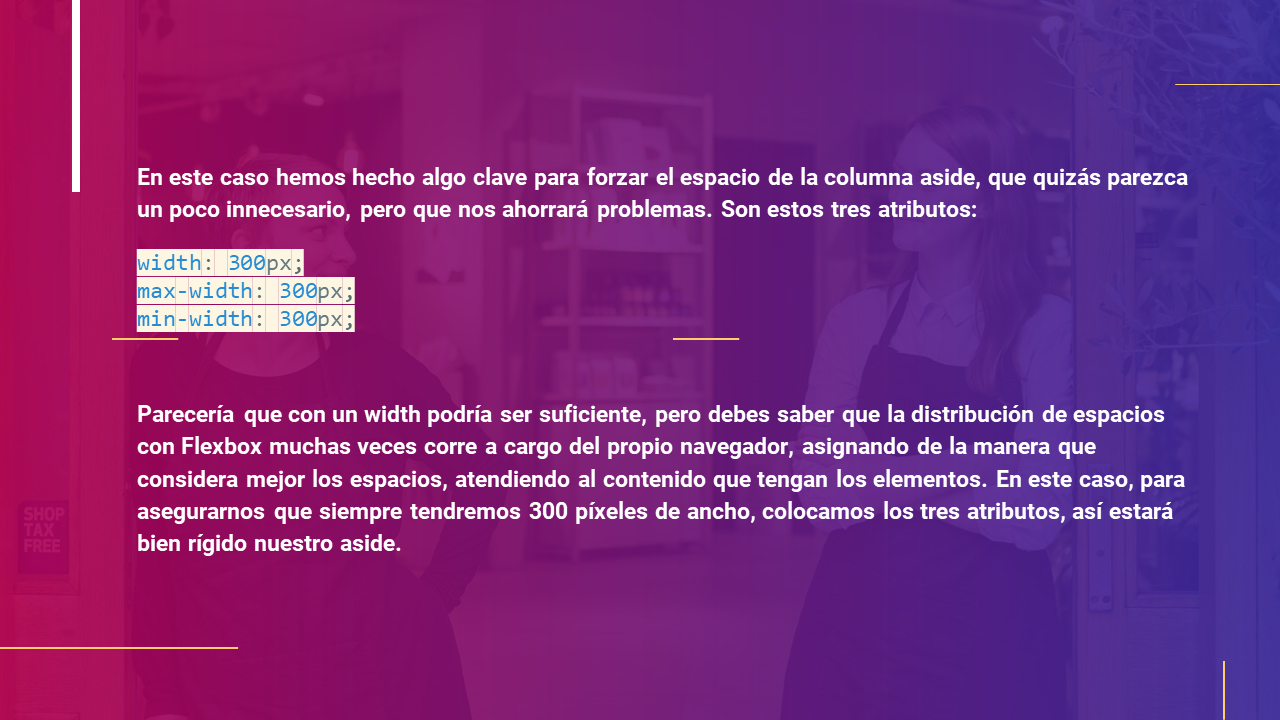 En este caso hemos hecho algo clave para forzar el espacio de la columna aside, que quizás parezca
un poco innecesario, pero que nos ahorrará problemas. Son estos tres atributos:
width: 300px;
max-width: 300px;
min-width: 300px;
Parecería que con un width podría ser suficiente, pero debes saber que la distribución de espacios
con Flexbox muchas veces corre a cargo del propio navegador, asignando de la manera que
considera mejor los espacios, atendiendo al contenido que tengan los elementos. En este caso, para
asegurarnos que siempre tendremos 300 píxeles de ancho, colocamos los tres atributos, así estará
bien rígido nuestro aside.
SHOP
TAX
FREE